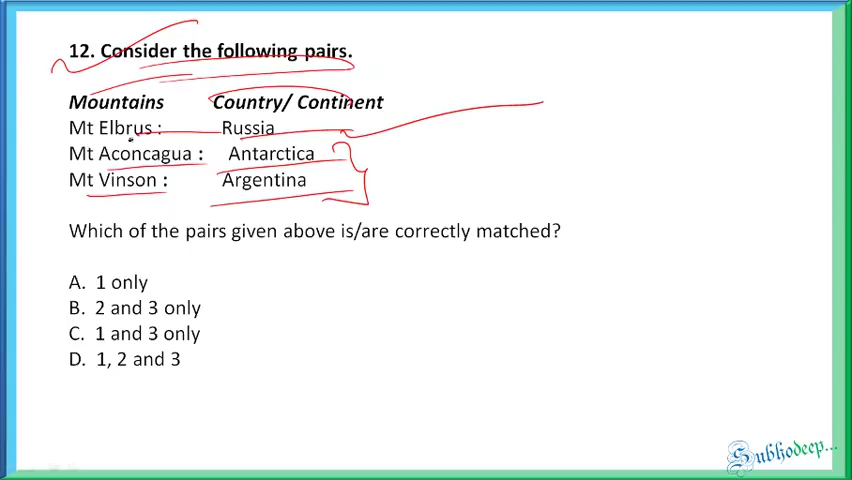 12. Consider the following pairs.
Mountains Country/ Continent
Mt Elbrus : Russia
Mt Aconcagua : Antarctica
Mt Vinson : Argentina
Which of the pairs given above is/are correctly matched?
A. 1 only
B. 2 and 3 only
C. 1 and 3 only
D. 1, 2 and 3
Subhodeep...